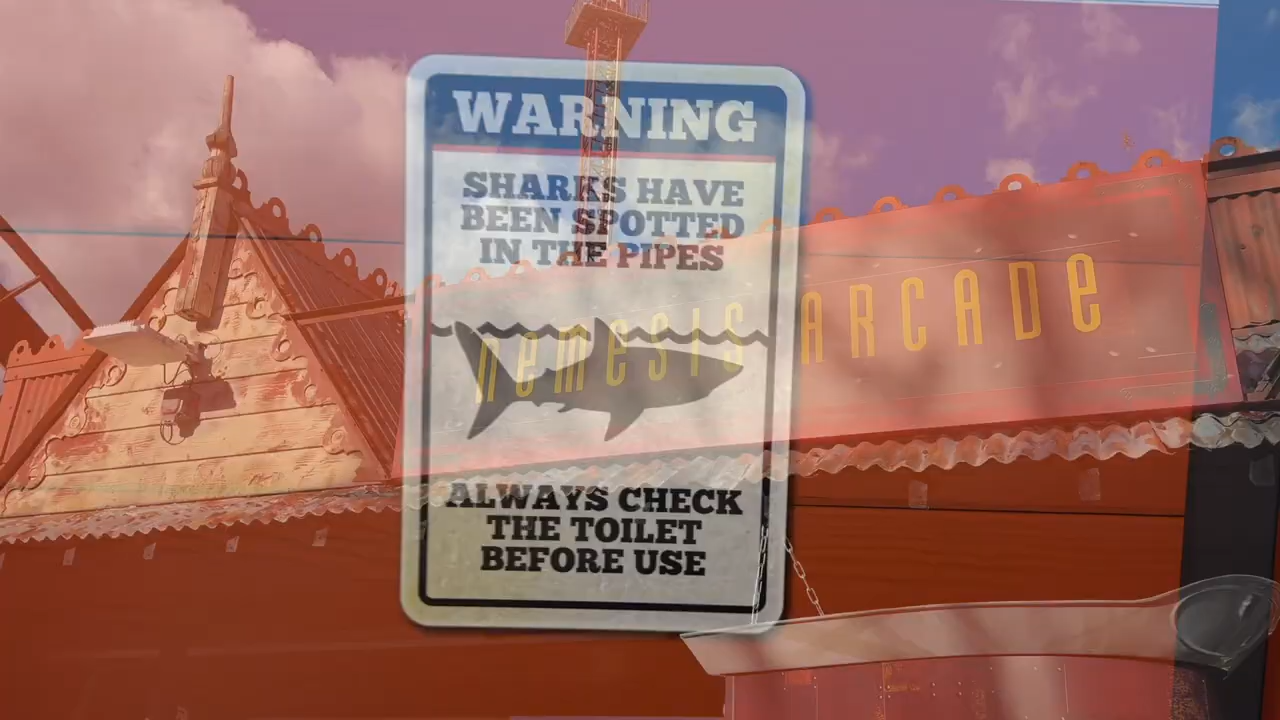 WARNING
SHARKS HAVE
BEEN SPOTTED
IN THE PIPES
nemesis ARCADe
ALWAYS CHECK
THE TOILET
BEFORE USE